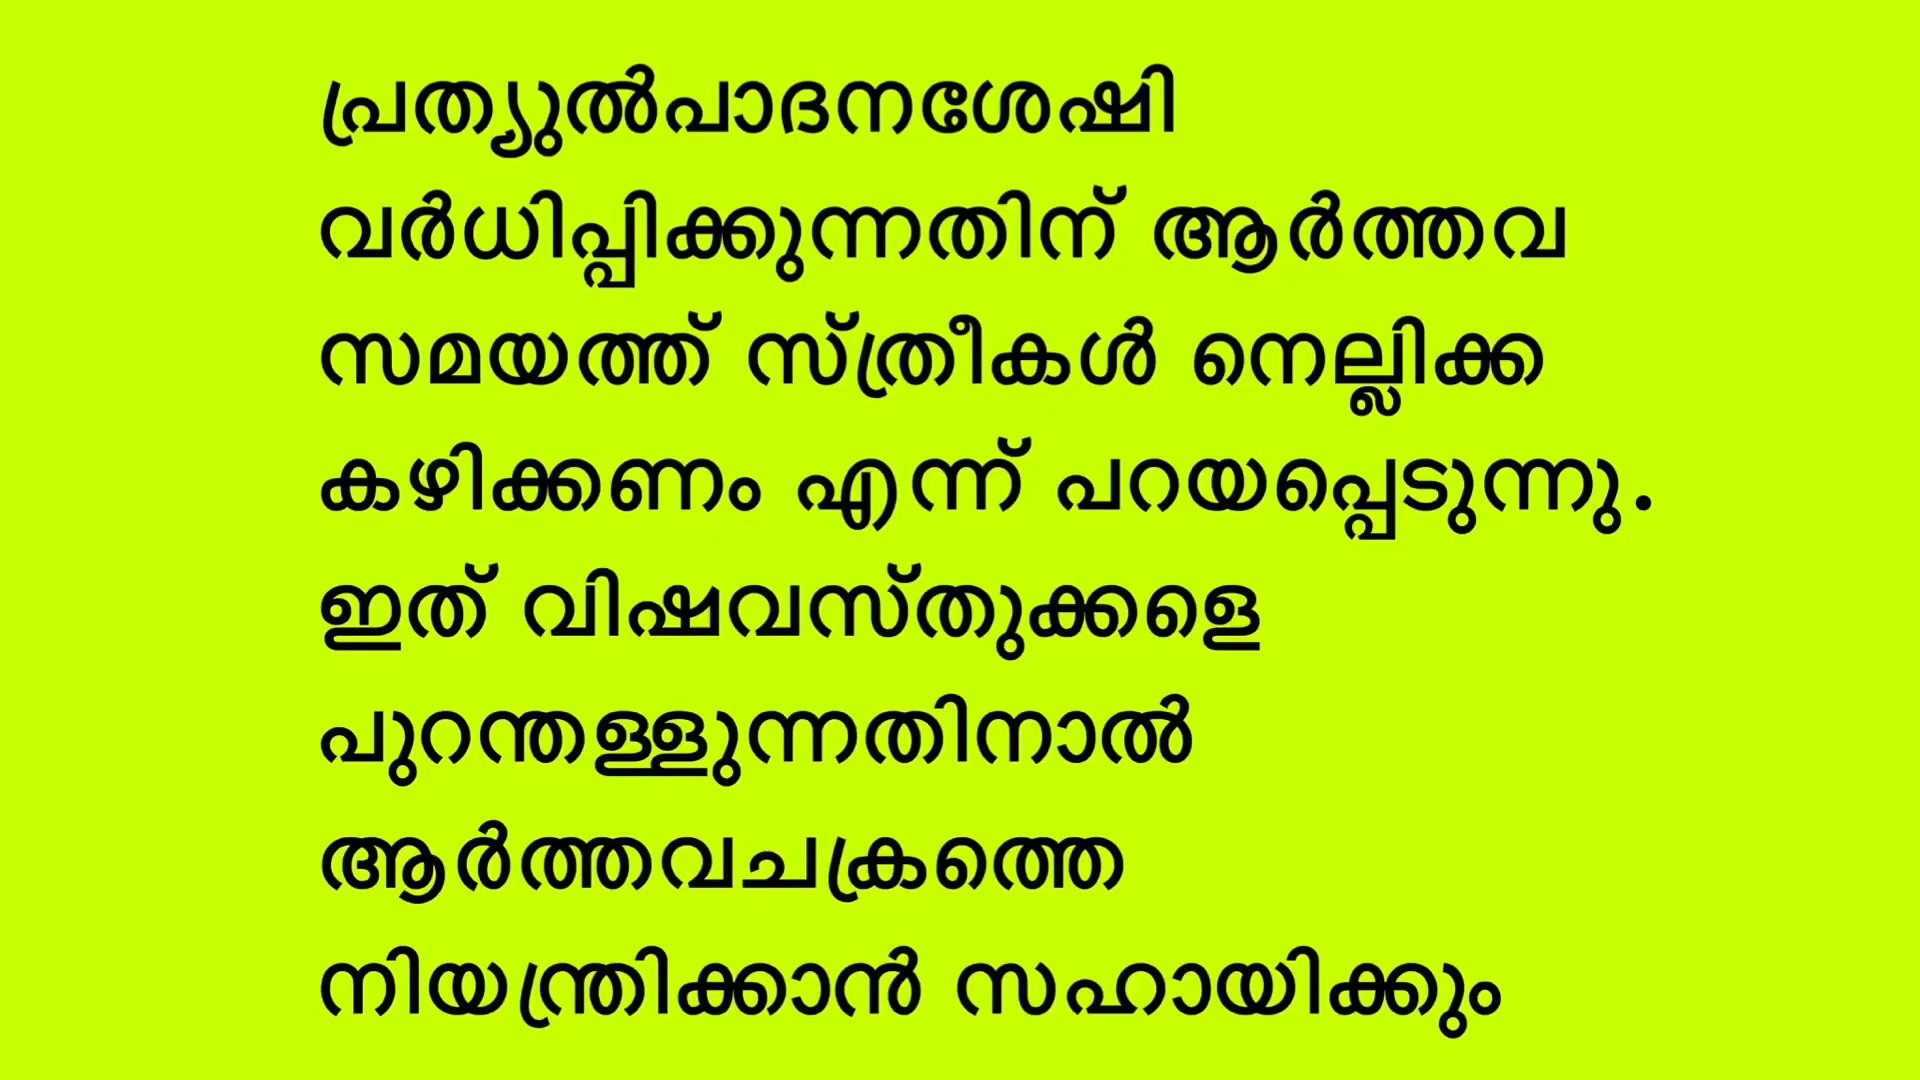 പ്രത്യുൽപാദനശേഷി
വർധിപ്പിക്കുന്നതിന് ആർത്തവ
സമയത്ത് സ്ത്രീകൾ നെല്ലിക്ക
കഴിക്കണം എന്ന് പറയപ്പെടുന്നു.
ഇത് വിഷവസ്തുക്കളെ
പുറന്തള്ളുന്നതിനാൽ
ആർത്തവചക്രത്തെ
നിയന്ത്രിക്കാൻ സഹായിക്കും